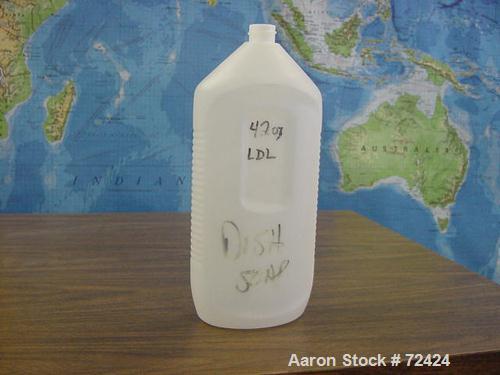 INDIAN
AUSTRALIA
42oz
LDL
DISH
SOAP
Aaron Stock # 72424